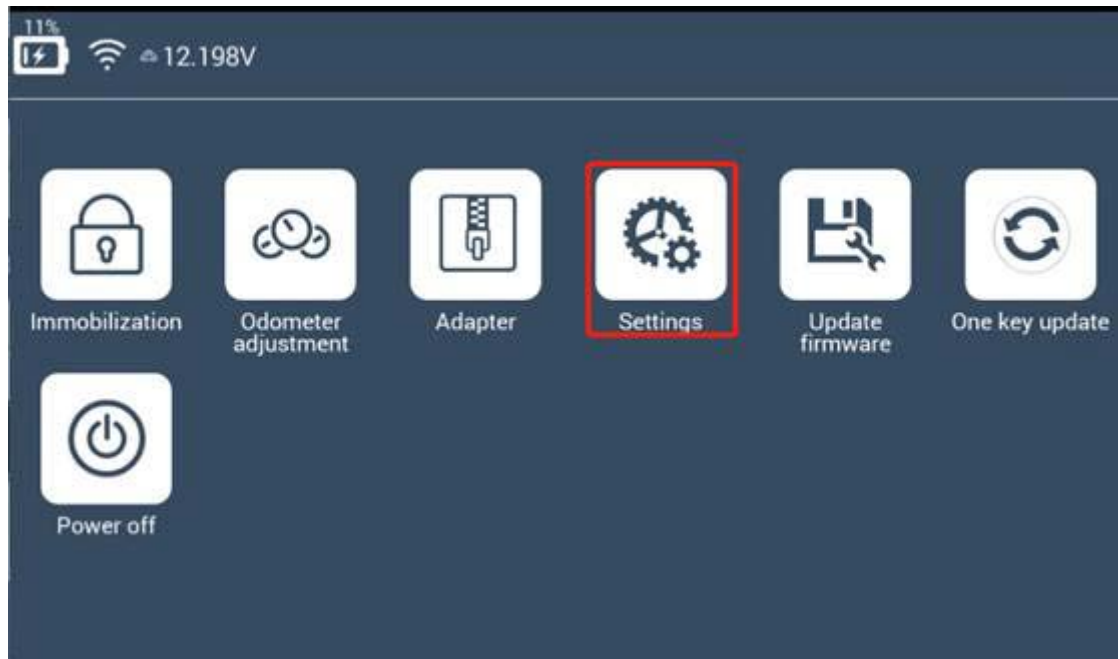 11%
12.198V
Immobilization
Odometer
adjustment
Adapter
Settings
Update
firmware
One key update
Power off